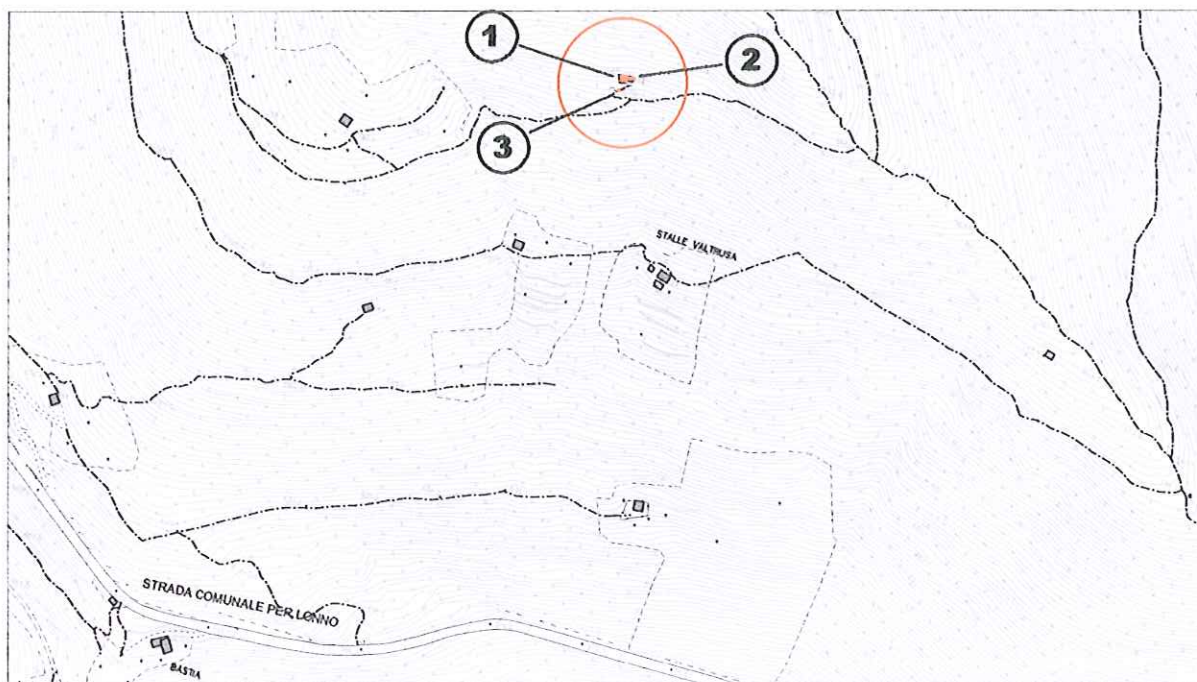 1
2
3
STALLE VALTRUSA
STRADA COMUNALE PER LONNO
BASTIA